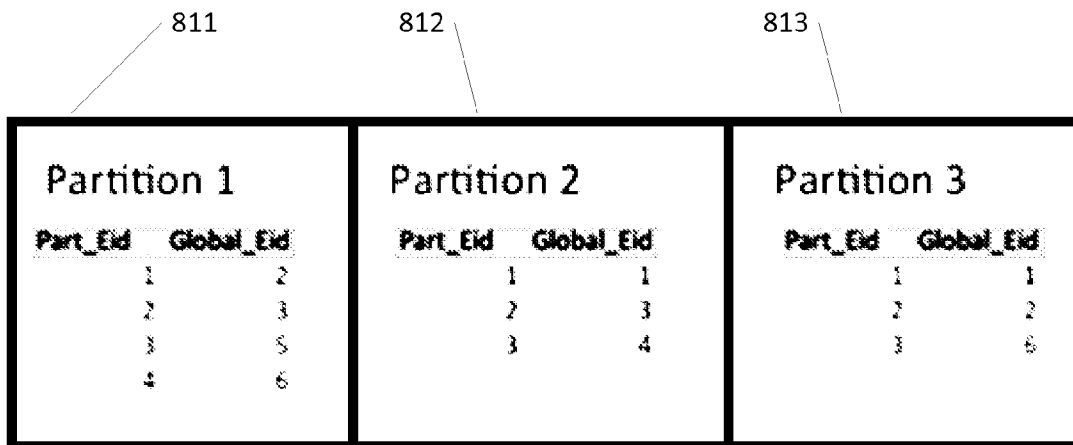 811 812 813
Partition 1 Partition 2 Partition 3
Part_Eid Global_Eid Part_Eid Global_Eid Part_Eid Global_Eid
1 2 1 1 1 1
2 3 2 3 2 2
3 5 3 4 3 6
4 6